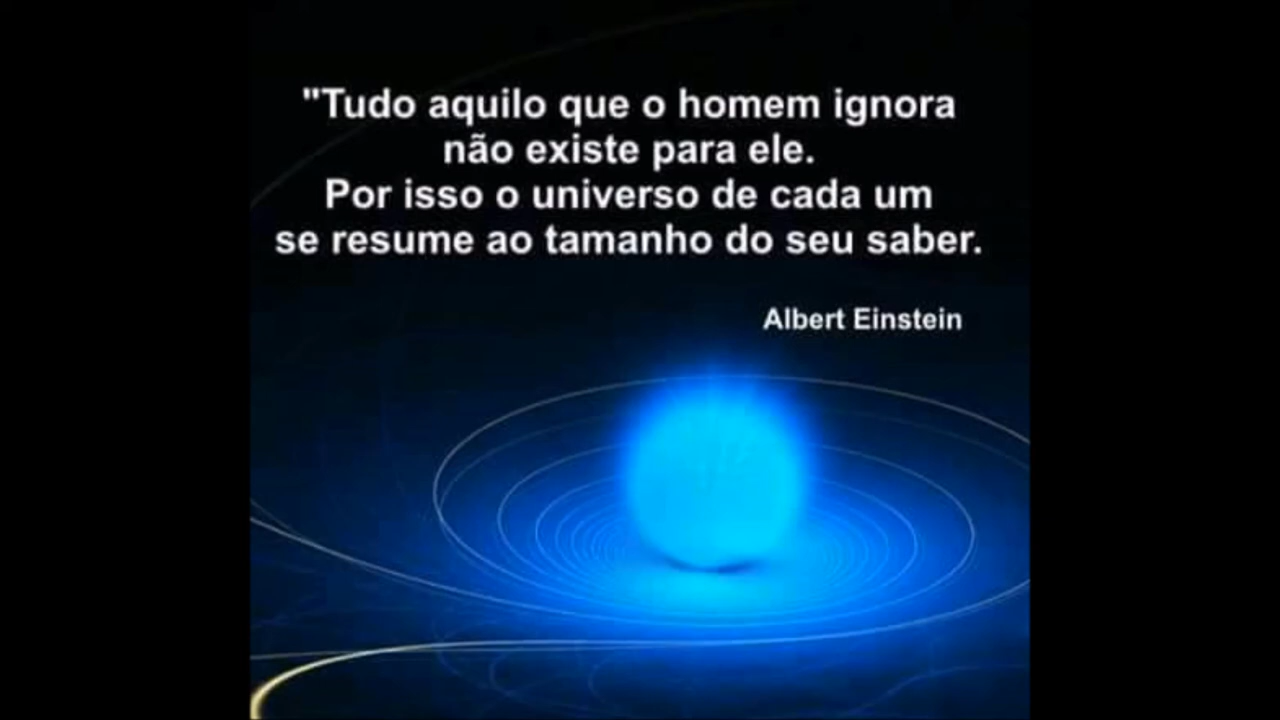 "Tudo aquilo que o homem ignora
não existe para ele.
Por isso o universo de cada um
se resume ao tamanho do seu saber.
Albert Einstein